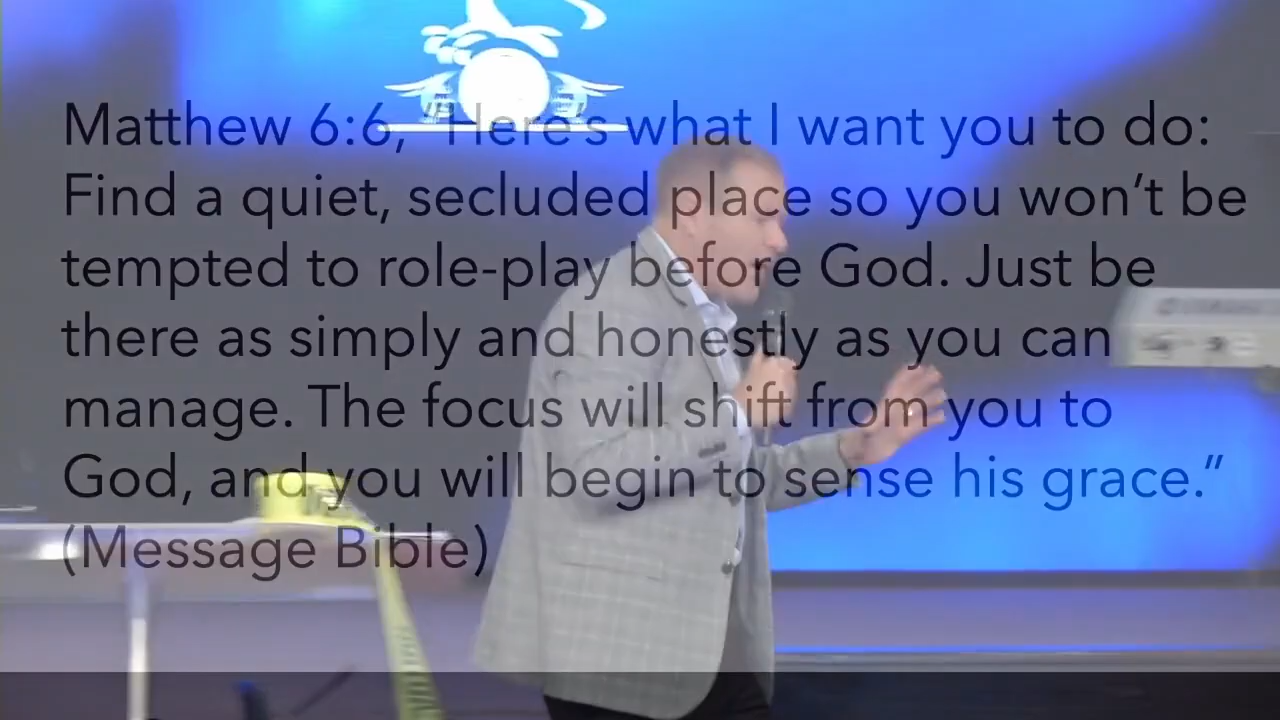 Matthew 6:6, “Here’s what I want you to do:
Find a quiet, secluded place so you won’t be
tempted to role-play before God. Just be
there as simply and honestly as you can
manage. The focus will shift from you to
God, and you will begin to sense his grace.”
(Message Bible)